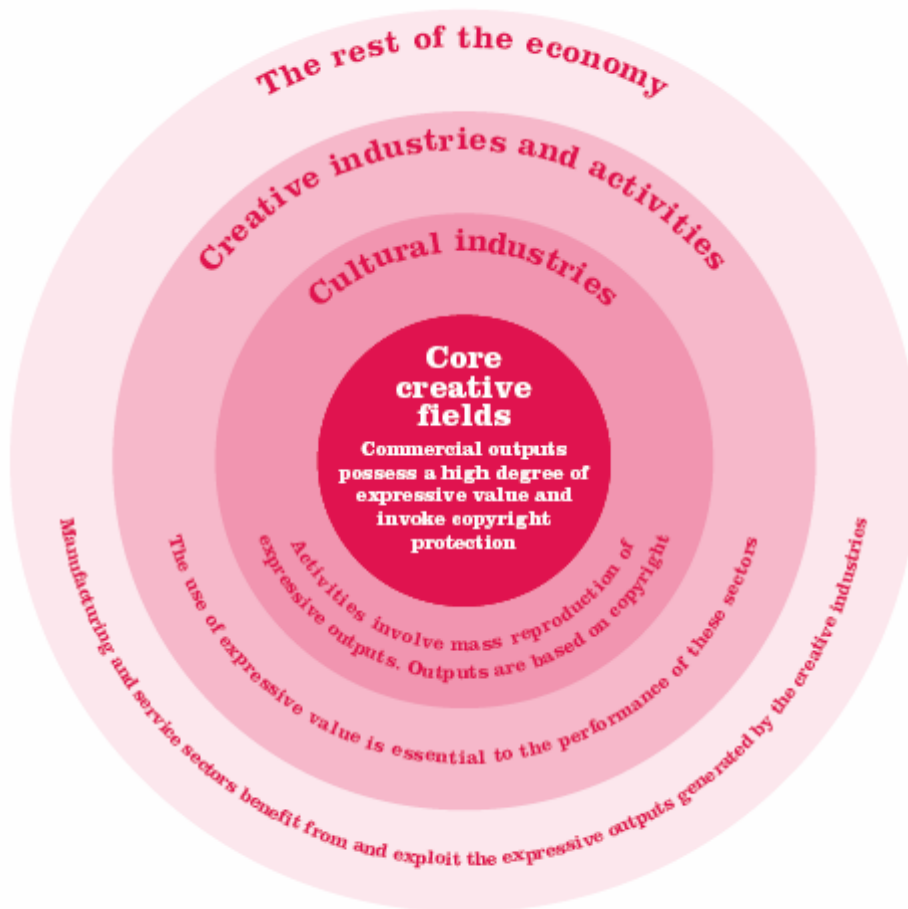 The rest of the economy
Creative industries and activities
Cultural industries
Core
creative
fields
Commercial outputs
possess a high degree of
expressive value and
invoke copyright
protection
Activities involve mass reproduction of
expressive outputs. Outputs are based on copyright
The use of expressive value is essential to the performance of these sectors
Manufacturing and service sectors benefit from and exploit the expressive outputs generated by the creative industries